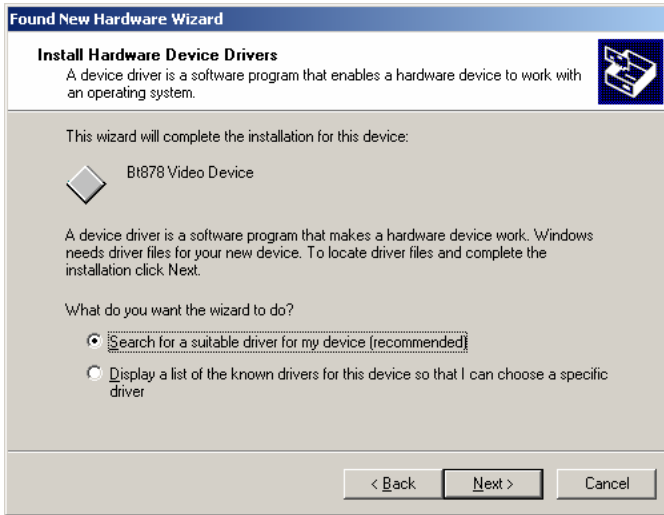 Found New Hardware Wizard
Install Hardware Device Drivers
A device driver is a software program that enables a hardware device to work with
an operating system.
This wizard will complete the installation for this device:
Bt878 Video Device
A device driver is a software program that makes a hardware device work. Windows
needs driver files for your new device. To locate driver files and complete the
installation click Next.
What do you want the wizard to do?
Search for a suitable driver for my device (recommended)
Display a list of the known drivers for this device so that I can choose a specific
driver
< Back Next > Cancel